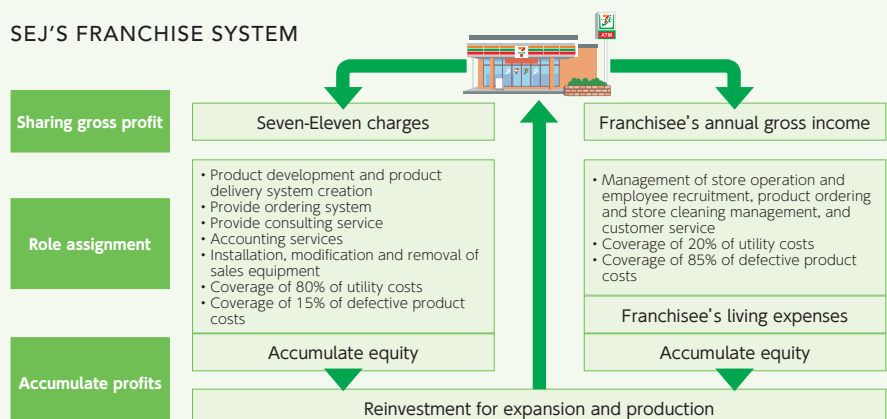 SEJ'S FRANCHISE SYSTEM
7
ATM
Sharing gross profit
Seven-Eleven charges
Franchisee's annual gross income
Role assignment
• Product development and product
delivery system creation
• Provide ordering system
• Provide consulting service
• Accounting services
• Installation, modification and removal of
sales equipment
• Coverage of 80% of utility costs
• Coverage of 15% of defective product
costs
• Management of store operation and
employee recruitment, product ordering
and store cleaning management, and
customer service
• Coverage of 20% of utility costs
• Coverage of 85% of defective product
costs
Franchisee's living expenses
Accumulate profits
Accumulate equity
Accumulate equity
Reinvestment for expansion and production